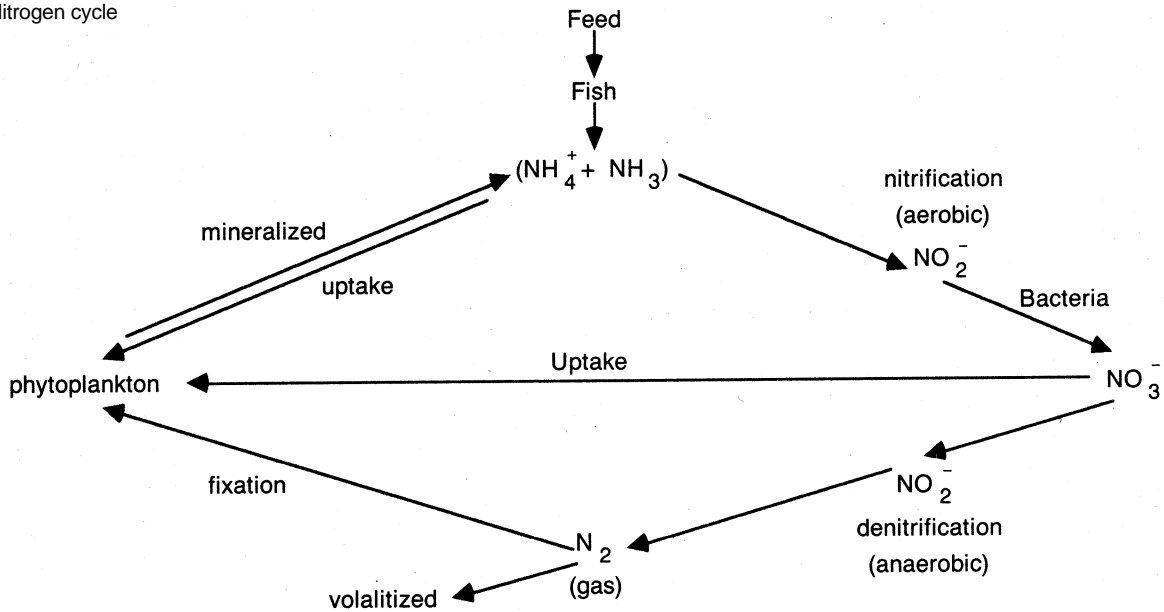 litrogen cycle
Feed
Fish
(NH₄⁺ + NH₃)
nitrification
(aerobic)
mineralized
NO₂⁻
uptake
Bacteria
Uptake
phytoplankton
NO₃⁻
fixation
NO₂⁻
denitrification
(anaerobic)
N₂
(gas)
volalitized